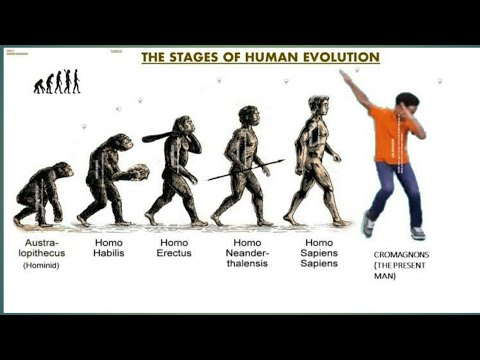 THE STAGES OF HUMAN EVOLUTION
Austra-
lopithecus
(Hominid)
Homo
Habilis
Homo
Erectus
Homo
Neander-
thalensis
Homo
Sapiens
Sapiens
CROMAGNONS
(THE PRESENT
MAN)